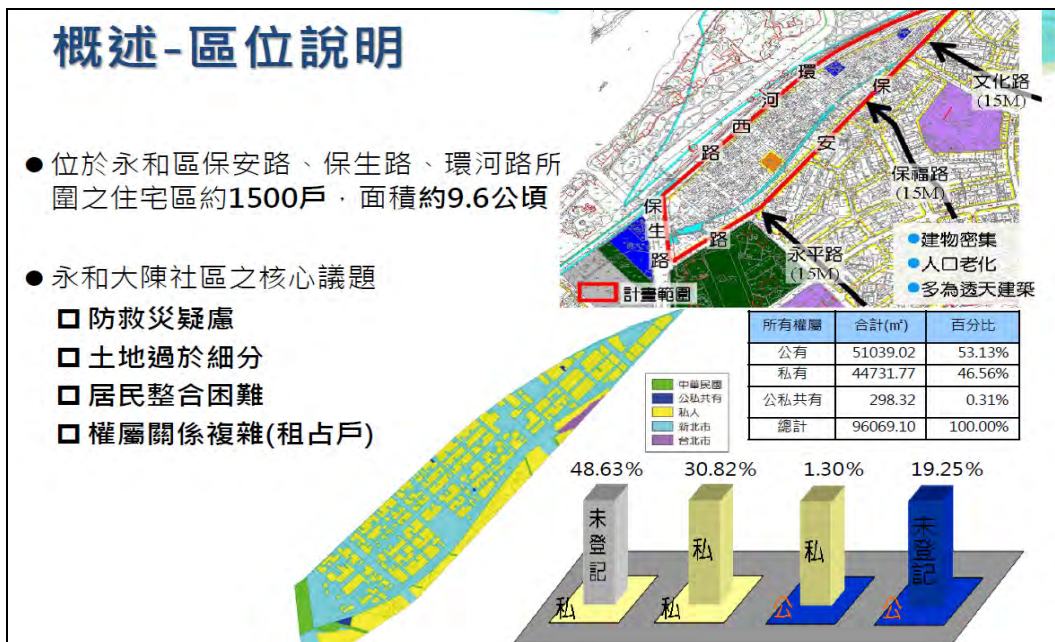 概述-區位說明
● 位於永和區保安路、保生路、環河路所
圍之住宅區約1500戶，面積約9.6公頃
● 永和大陳社區之核心議題
防救災疑慮
土地過於細分
居民整合困難
權屬關係複雜(租占戶)
環河西路
保安路
保生路
文化路
(15M)
保福路
(15M)
永平路
(15M)
計畫範圍
● 建物密集
● 人口老化
● 多為透天建築
所有權屬 合計(㎡) 百分比
公有 51039.02 53.13%
私有 44731.77 46.56%
公私共有 298.32 0.31%
總計 96069.10 100.00%
中華民國
公私共有
私人
新北市
台北市
48.63% 30.82% 1.30% 19.25%
未登記 私 私 未登記
私 私 公 公